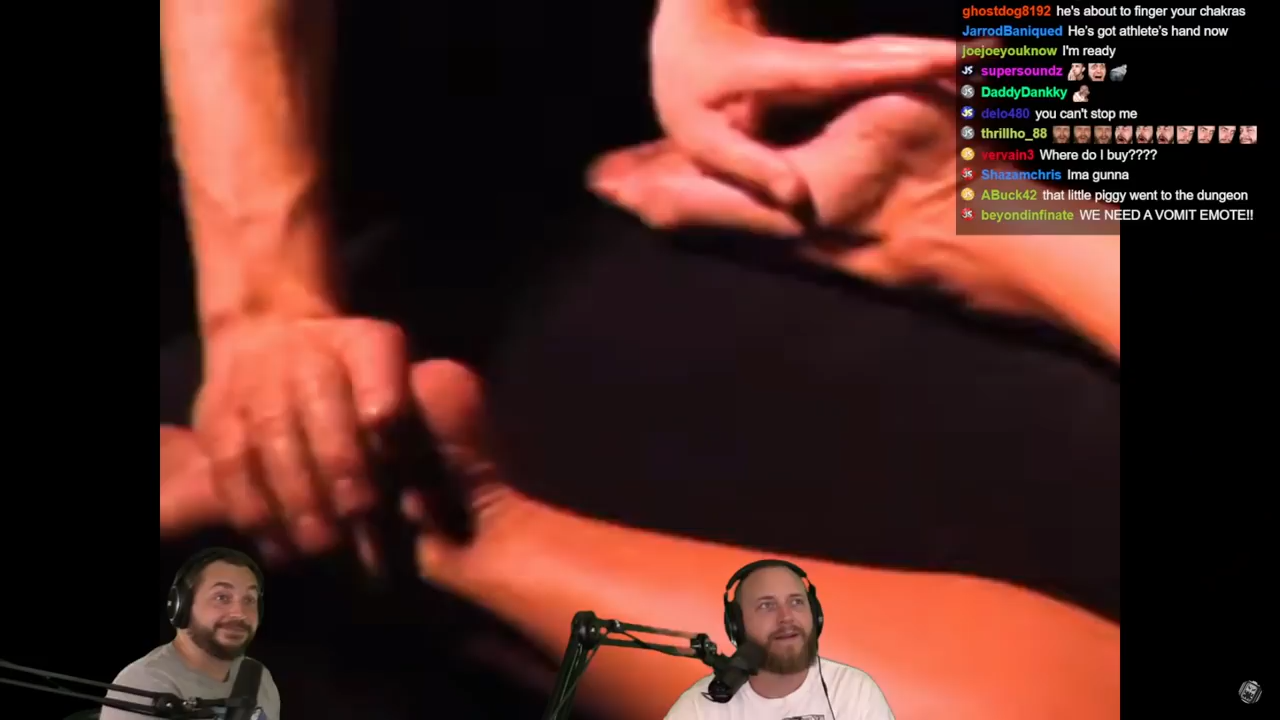 ghostdog8192 he's about to finger your chakras
JarrodBaniqued He's got athlete's hand now
joejoeyouknow I'm ready
supersoundz
DaddyDankky
delo480 you can't stop me
thrillho_88
vervain3 Where do I buy????
Shazamchris Ima gunna
ABuck42 that little piggy went to the dungeon
beyondinfinate WE NEED A VOMIT EMOTE!!